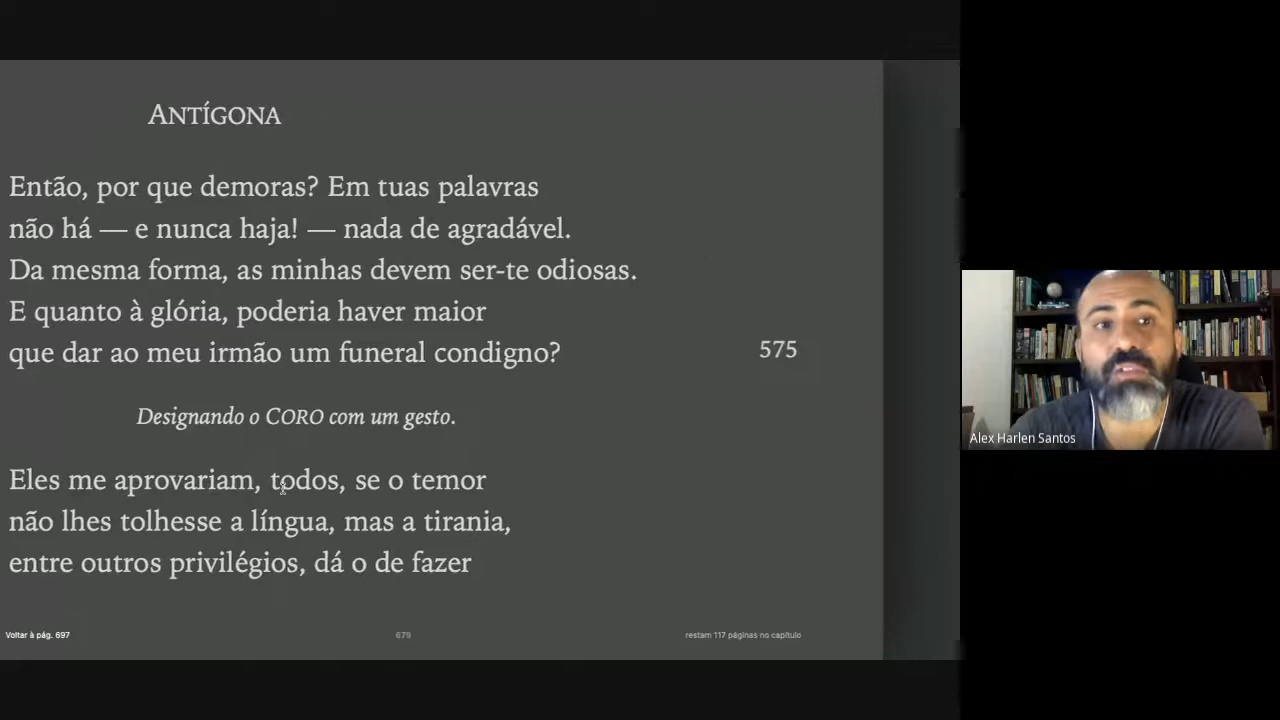 ANTÍGONA
Então, por que demoras? Em tuas palavras
não há — e nunca haja! — nada de agradável.
Da mesma forma, as minhas devem ser-te odiosas.
E quanto à glória, poderia haver maior
que dar ao meu irmão um funeral condigno?
575
Designando o CORO com um gesto.
Eles me aprovariam, todos, se o temor
não lhes tolhesse a língua, mas a tirania,
entre outros privilégios, dá o de fazer
Voltar à pág. 697
679
restam 117 páginas no capítulo
Alex Harlen Santos